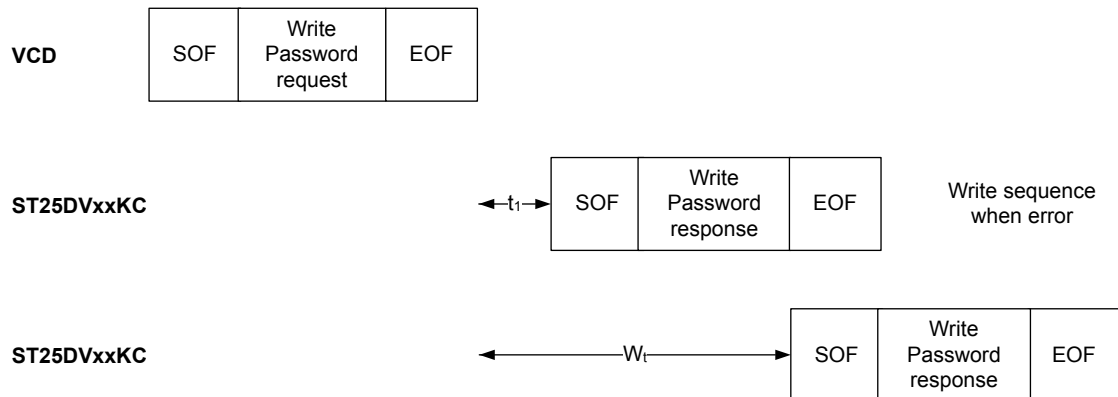 VCD
SOF
Write
Password
request
EOF
ST25DVxxKC
t1
SOF
Write
Password
response
EOF
Write sequence
when error
ST25DVxxKC
Wt
SOF
Write
Password
response
EOF